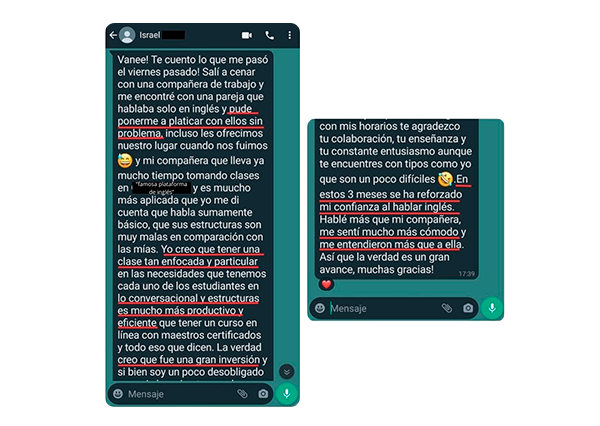 Israel
Vanee! Te cuento lo que me pasó
el viernes pasado! Salí a cenar
con una compañera de trabajo y
me encontré con una pareja que
hablaba solo en inglés y pude
ponerme a platicar con ellos sin
problema, incluso les ofrecimos
nuestro lugar cuando nos fuimos
😅 y mi compañera que lleva ya
mucho tiempo tomando clases
en "famosa plataforma de inglés" y es muucho
más aplicada que yo me di
cuenta que habla sumamente
básico, que sus estructuras son
muy malas en comparación con
las mías. Yo creo que tener una
clase tan enfocada y particular
en las necesidades que tenemos
cada uno de los estudiantes en
lo conversacional y estructuras
es mucho más productivo y
eficiente que tener un curso en
línea con maestros certificados
y todo eso que dicen. La verdad
creo que fue una gran inversión y
si bien soy un poco desobligado
Mensaje
con mis horarios te agradezco
tu colaboración, tu enseñanza y
tu constante entusiasmo aunque
te encuentres con tipos como yo
que son un poco difíciles 🤣. En
estos 3 meses se ha reforzado
mi confianza al hablar inglés.
Hablé más que mi compañera,
me sentí mucho más cómodo y
me entendieron más que a ella.
Así que la verdad es un gran
avance, muchas gracias!
17:39
Mensaje